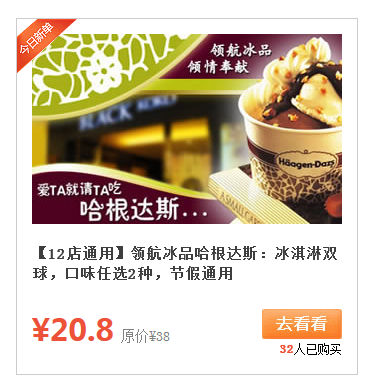 今日新单
领航冰品
倾情奉献
BLACK
Häagen-Dazs
爱TA就请TA吃
哈根达斯...
【12店通用】领航冰品哈根达斯：冰淇淋双
球，口味任选2种，节假通用
¥20.8 原价¥38
去看看
32人已购买